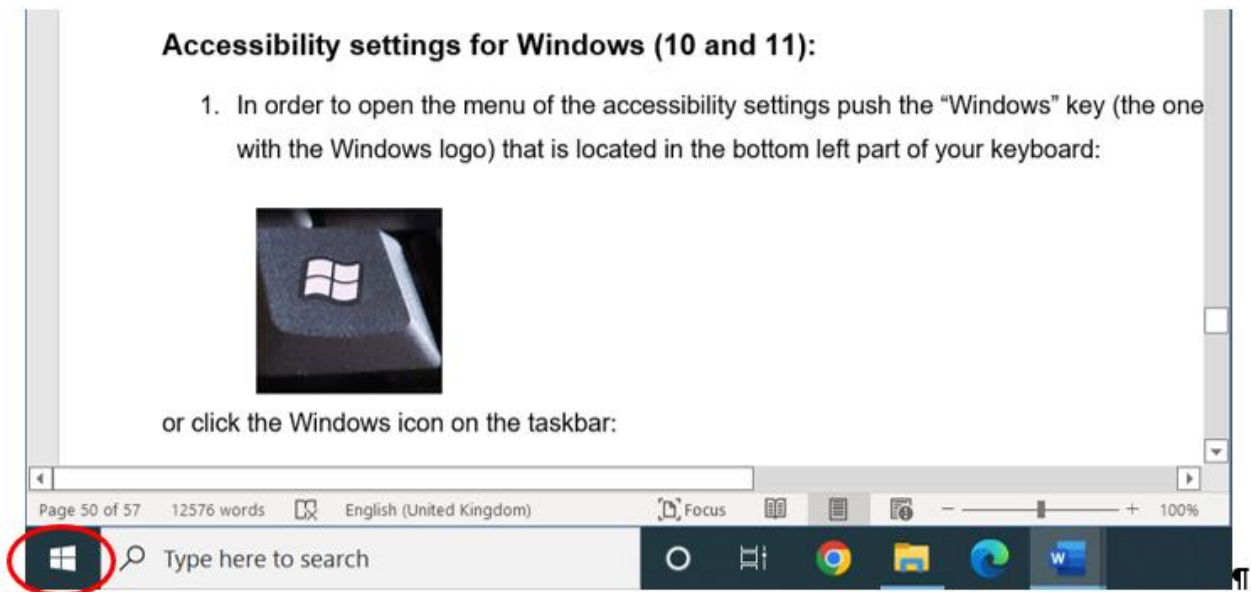 Accessibility settings for Windows (10 and 11):
1. In order to open the menu of the accessibility settings push the “Windows” key (the one
with the Windows logo) that is located in the bottom left part of your keyboard:
or click the Windows icon on the taskbar:
Page 50 of 57 12576 words English (United Kingdom) Focus 100%
Type here to search W ¶